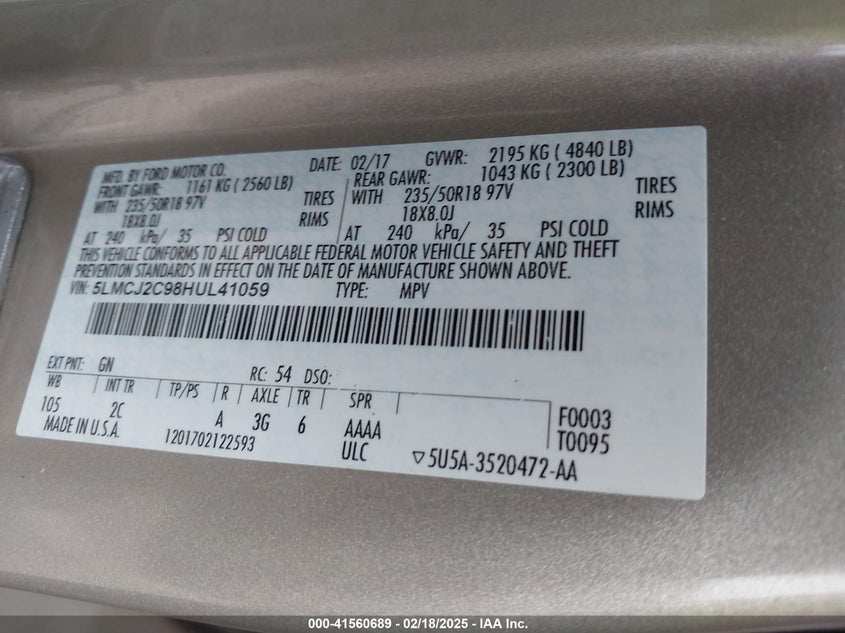 MFD. BY FORD MOTOR CO. DATE: 02/17 GVWR: 2195 KG ( 4840 LB)
FRONT GAWR: 1161 KG ( 2560 LB) REAR GAWR: 1043 KG ( 2300 LB)
WITH 235/50R18 97V TIRES WITH 235/50R18 97V TIRES
18X8.0J RIMS 18X8.0J RIMS
AT 240 kPa/ 35 PSI COLD AT 240 kPa/ 35 PSI COLD
THIS VEHICLE CONFORMS TO ALL APPLICABLE FEDERAL MOTOR VEHICLE SAFETY AND THEFT
PREVENTION STANDARDS IN EFFECT ON THE DATE OF MANUFACTURE SHOWN ABOVE.
VIN: 5LMCJ2C98HUL41059 TYPE: MPV
EXT PNT: GN RC: 54 DSO:
WB INT TR TP/PS R AXLE TR SPR
105 2C A 3G 6 AAAA F0003
MADE IN U.S.A. 1201702122593 ULC T0095
▽5U5A-3520472-AA
000-41560689 - 02/18/2025 - IAA Inc.